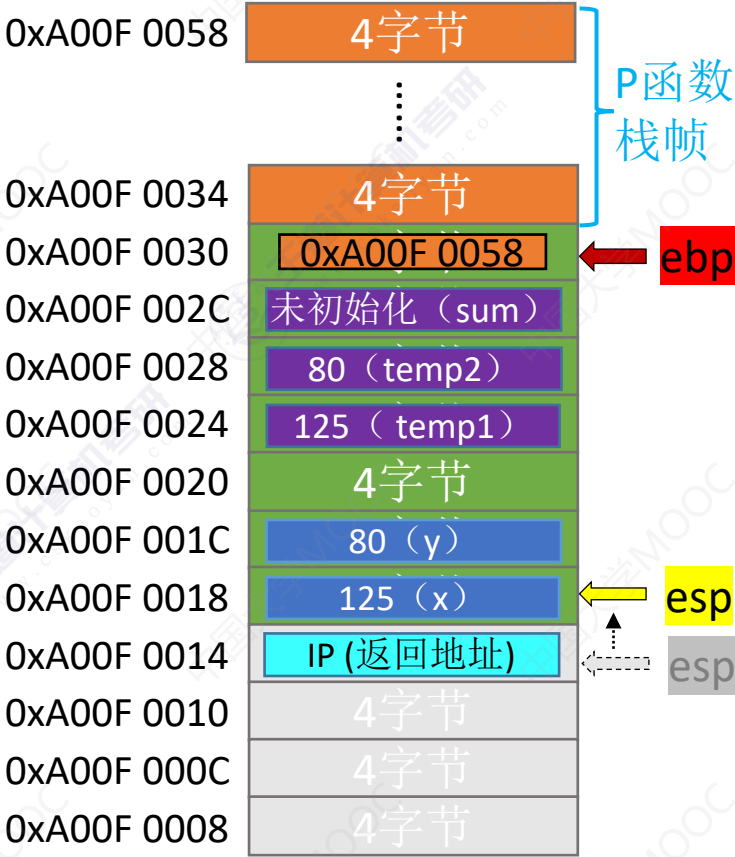 0xA00F 0058 4字节
P函数
栈帧
0xA00F 0034 4字节
0xA00F 0030 0xA00F 0058 ebp
0xA00F 002C 未初始化（sum）
0xA00F 0028 80（temp2）
0xA00F 0024 125（ temp1）
0xA00F 0020 4字节
0xA00F 001C 80（y）
0xA00F 0018 125（x） esp
0xA00F 0014 IP (返回地址) esp
0xA00F 0010 4字节
0xA00F 000C 4字节
0xA00F 0008 4字节